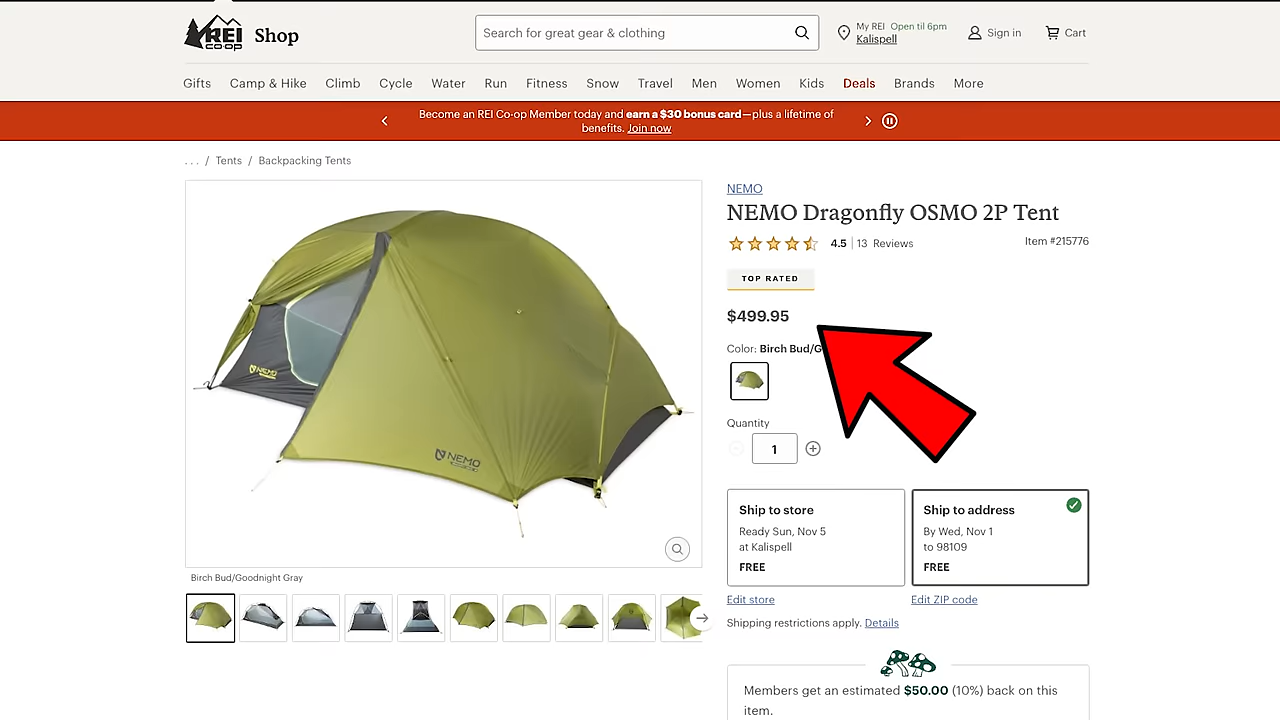 REI
CO·OP
Shop
Search for great gear & clothing
My REI Open til 6pm
Kalispell
Sign in
Cart
Gifts Camp & Hike Climb Cycle Water Run Fitness Snow Travel Men Women Kids Deals Brands More
Become an REI Co-op Member today and earn a $30 bonus card—plus a lifetime of
benefits. Join now
... / Tents / Backpacking Tents
NEMO
NEMO Dragonfly OSMO 2P Tent
4.5 | 13 Reviews
Item #215776
TOP RATED
$499.95
Color: Birch Bud/G
Quantity
1
NEMO
NEMO
Birch Bud/Goodnight Gray
Ship to store
Ready Sun, Nov 5
at Kalispell
FREE
Ship to address
By Wed, Nov 1
to 98109
FREE
Edit store
Edit ZIP code
Shipping restrictions apply. Details
Members get an estimated $50.00 (10%) back on this
item.